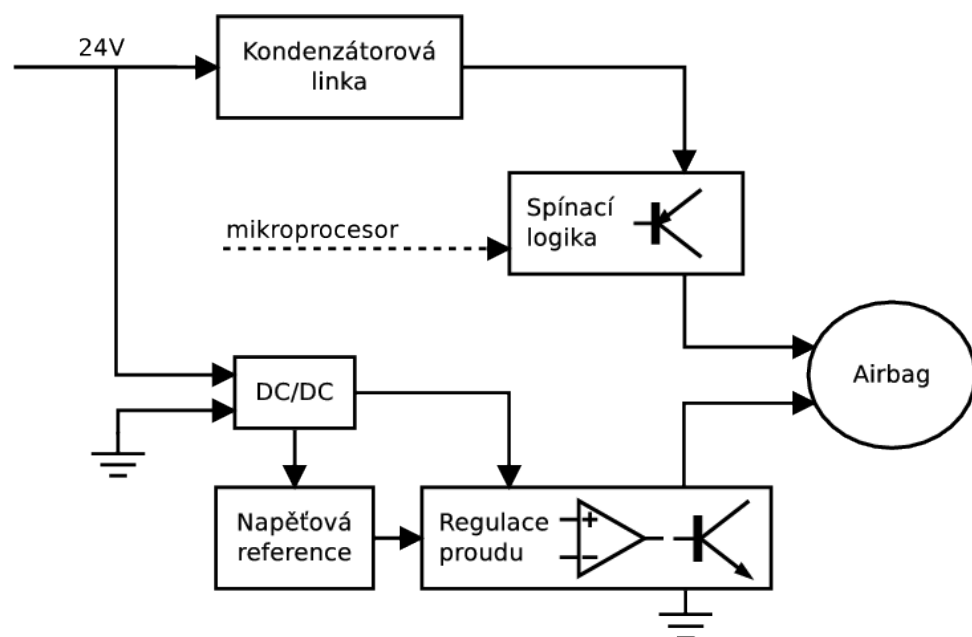 24V
Kondenzátorová
linka
Spínací
logika
mikroprocesor
Airbag
DC/DC
Napěťová
reference
Regulace
proudu